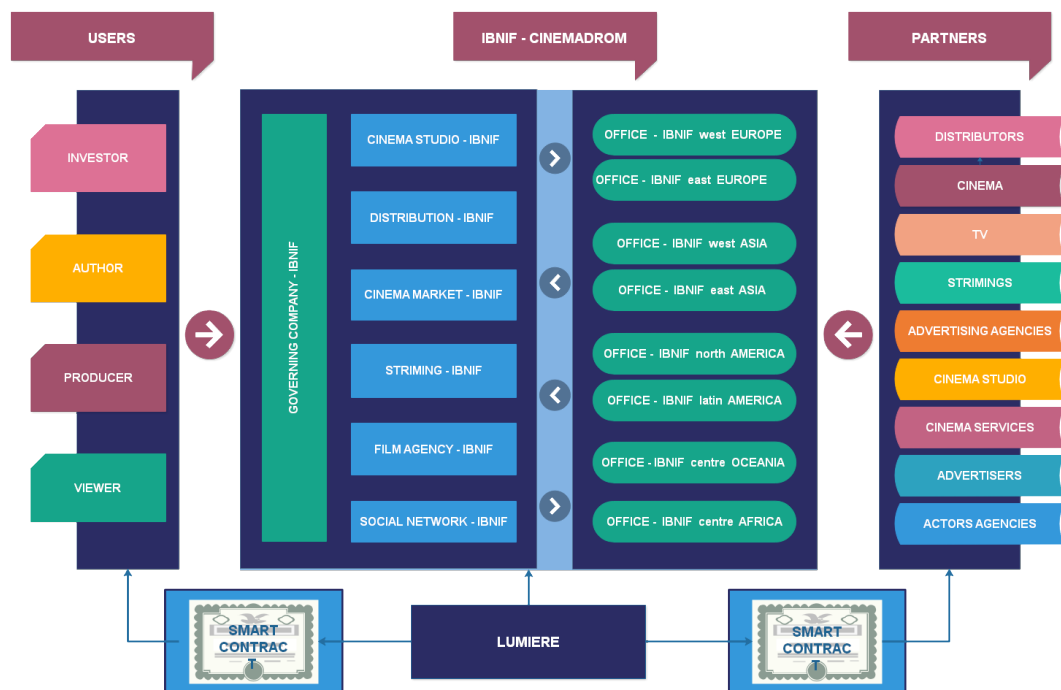 USERS
IBNIF - CINEMADROM
PARTNERS
INVESTOR
AUTHOR
PRODUCER
VIEWER
GOVERNING COMPANY - IBNIF
CINEMA STUDIO - IBNIF
DISTRIBUTION - IBNIF
CINEMA MARKET - IBNIF
STRIMING - IBNIF
FILM AGENCY - IBNIF
SOCIAL NETWORK - IBNIF
OFFICE - IBNIF west EUROPE
OFFICE - IBNIF east EUROPE
OFFICE - IBNIF west ASIA
OFFICE - IBNIF east ASIA
OFFICE - IBNIF north AMERICA
OFFICE - IBNIF latin AMERICA
OFFICE - IBNIF centre OCEANIA
OFFICE - IBNIF centre AFRICA
DISTRIBUTORS
CINEMA
TV
STRIMINGS
ADVERTISING AGENCIES
CINEMA STUDIO
CINEMA SERVICES
ADVERTISERS
ACTORS AGENCIES
SMART
CONTRAC
T
LUMIERE
SMART
CONTRAC
T